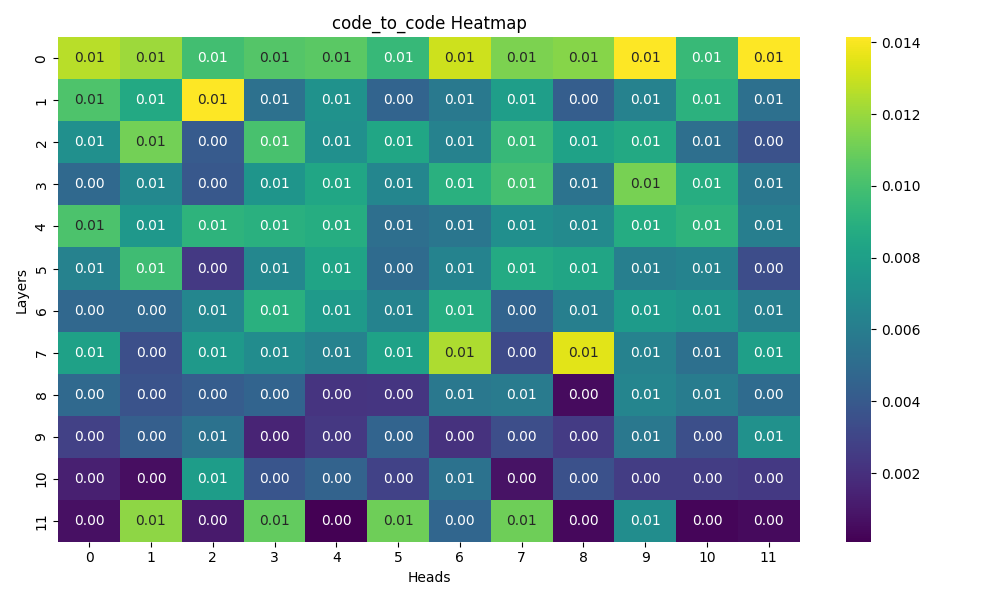 code_to_code Heatmap
0 0.01 0.01 0.01 0.01 0.01 0.01 0.01 0.01 0.01 0.01 0.01 0.01
1 0.01 0.01 0.01 0.01 0.01 0.00 0.01 0.01 0.00 0.01 0.01 0.01
2 0.01 0.01 0.00 0.01 0.01 0.01 0.01 0.01 0.01 0.01 0.01 0.00
3 0.00 0.01 0.00 0.01 0.01 0.01 0.01 0.01 0.01 0.01 0.01 0.01
4 0.01 0.01 0.01 0.01 0.01 0.01 0.01 0.01 0.01 0.01 0.01 0.01
5 0.01 0.01 0.00 0.01 0.01 0.00 0.01 0.01 0.01 0.01 0.01 0.00
6 0.00 0.00 0.01 0.01 0.01 0.01 0.01 0.00 0.01 0.01 0.01 0.01
7 0.01 0.00 0.01 0.01 0.01 0.01 0.01 0.00 0.01 0.01 0.01 0.01
8 0.00 0.00 0.00 0.00 0.00 0.00 0.01 0.01 0.00 0.01 0.01 0.00
9 0.00 0.00 0.01 0.00 0.00 0.00 0.00 0.00 0.00 0.01 0.00 0.01
10 0.00 0.00 0.01 0.00 0.00 0.00 0.01 0.00 0.00 0.00 0.00 0.00
11 0.00 0.01 0.00 0.01 0.00 0.01 0.00 0.01 0.00 0.01 0.00 0.00
0 1 2 3 4 5 6 7 8 9 10 11
Heads
Layers
0.014
0.012
0.010
0.008
0.006
0.004
0.002